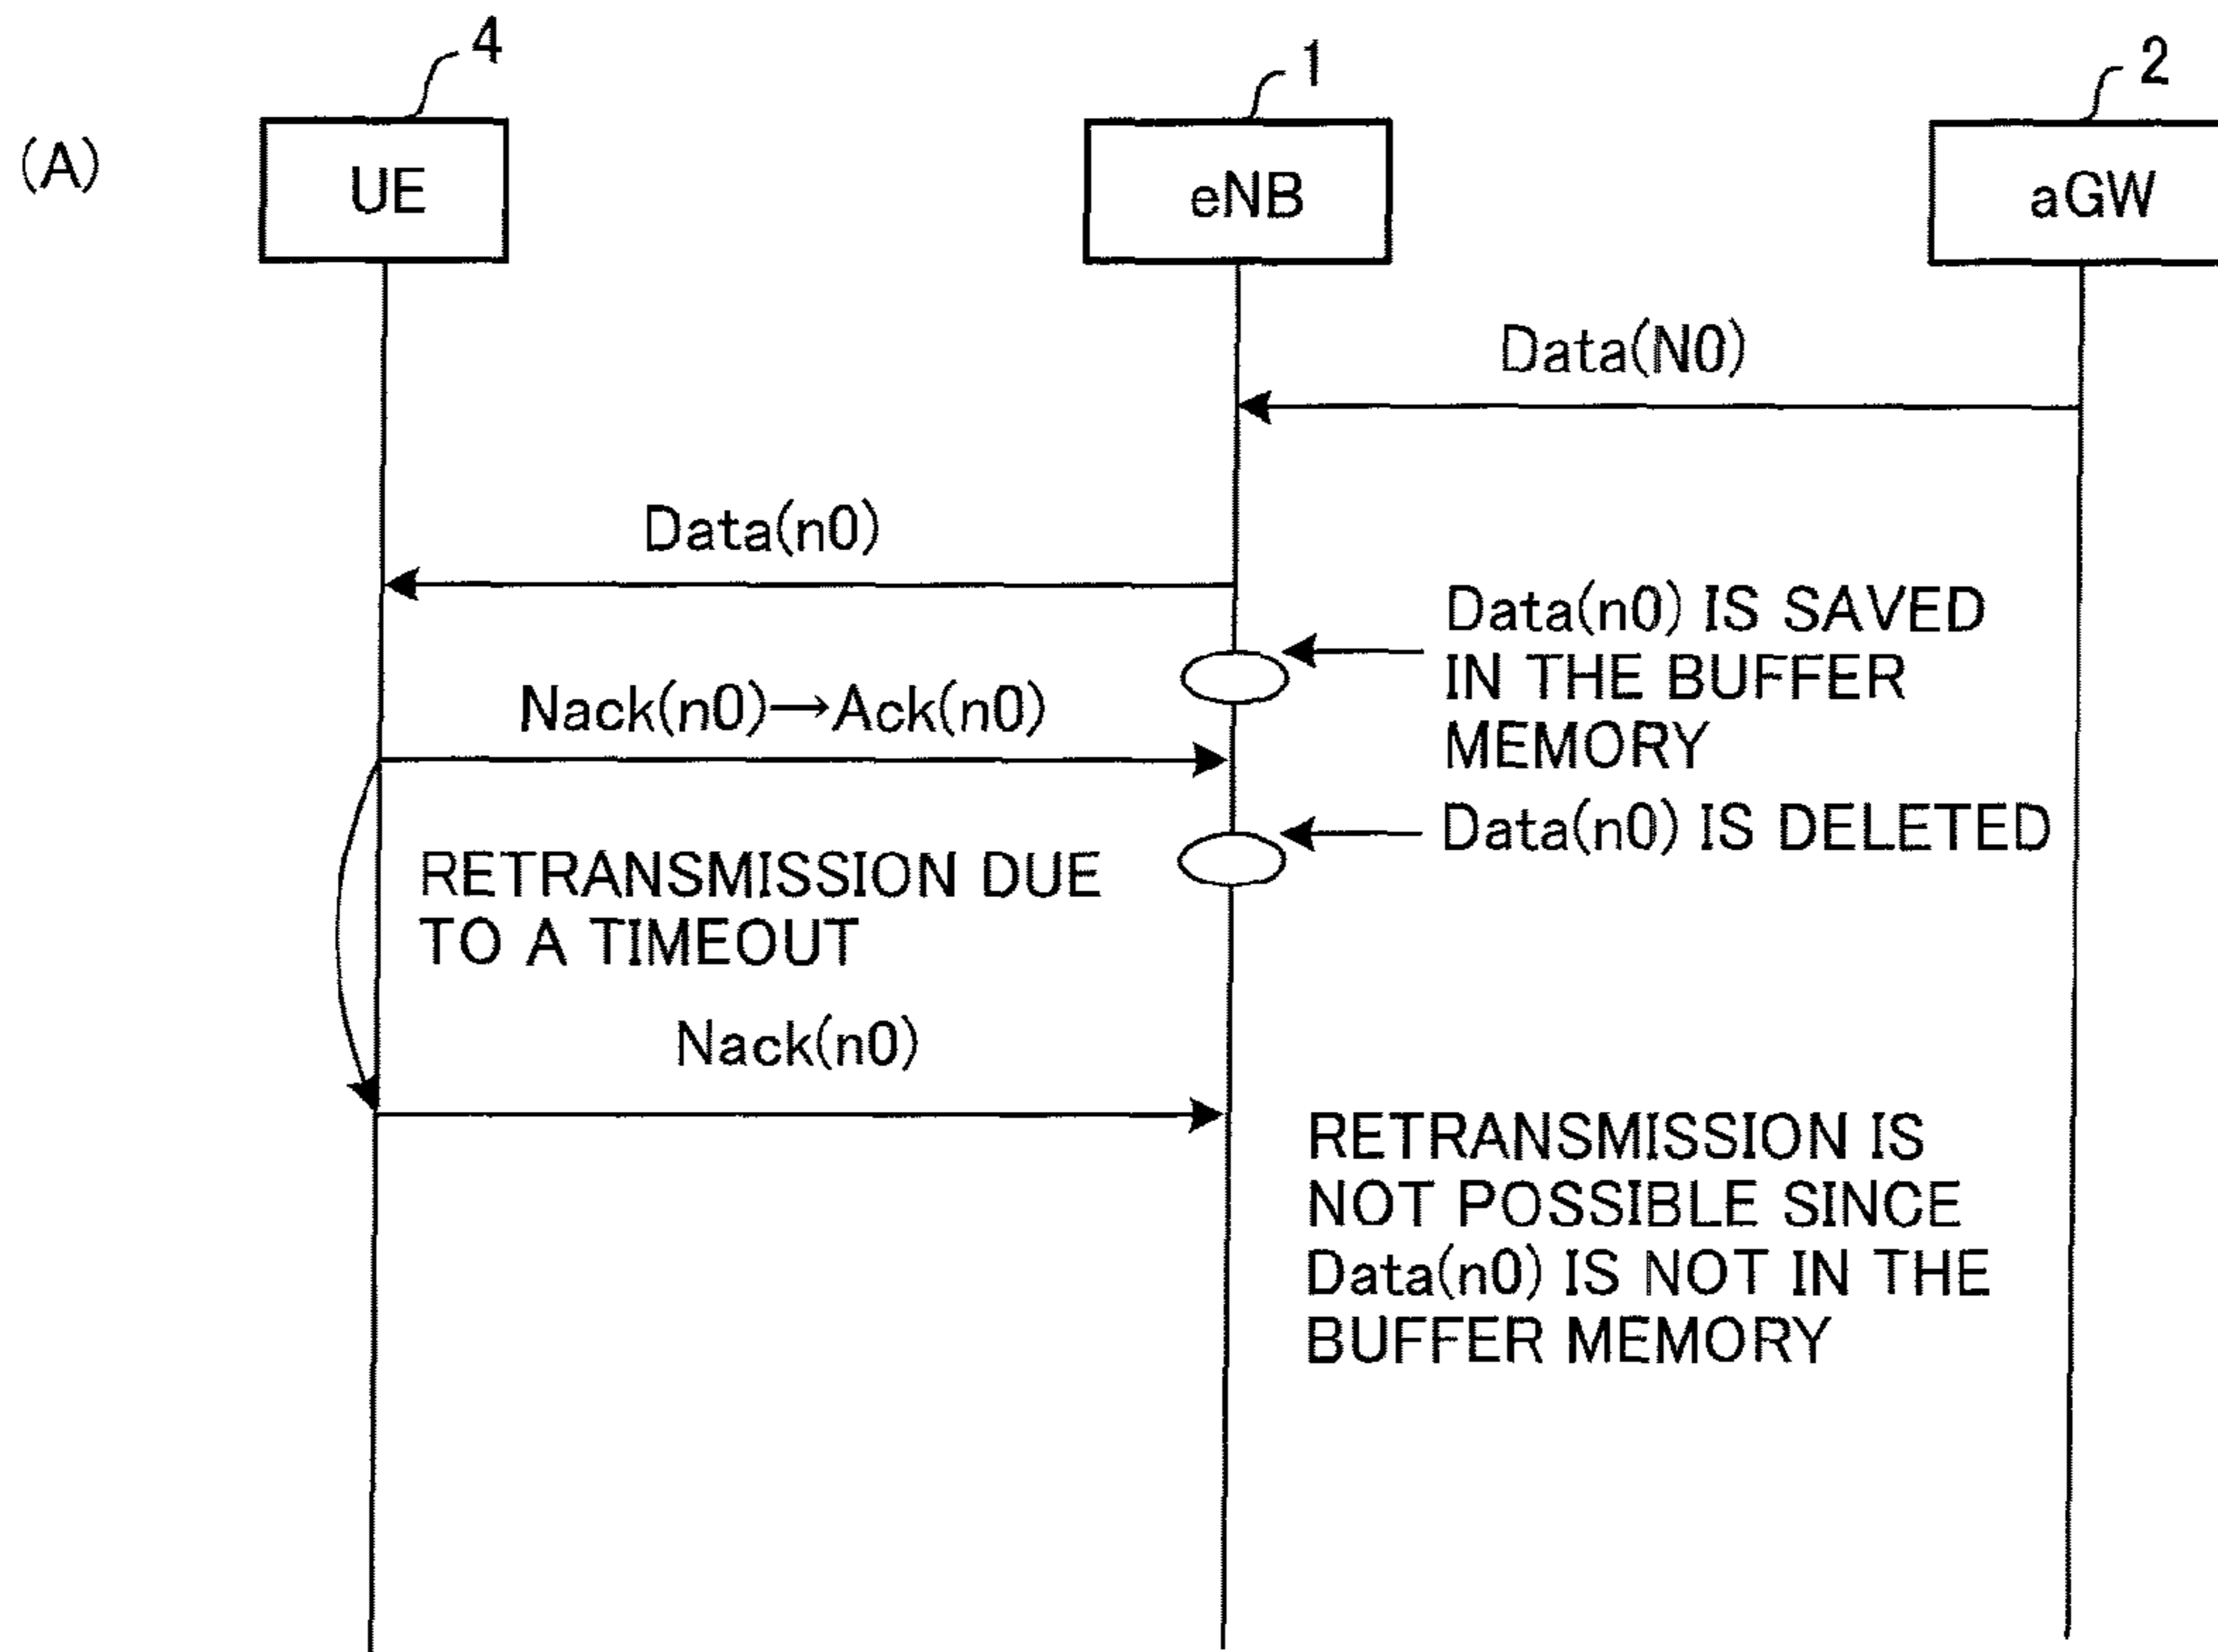 4
1
2
(A)
UE
eNB
aGW
Data(N0)
Data(n0)
Data(n0) IS SAVED
IN THE BUFFER
MEMORY
Nack(n0)→Ack(n0)
Data(n0) IS DELETED
RETRANSMISSION DUE
TO A TIMEOUT
Nack(n0)
RETRANSMISSION IS
NOT POSSIBLE SINCE
Data(n0) IS NOT IN THE
BUFFER MEMORY